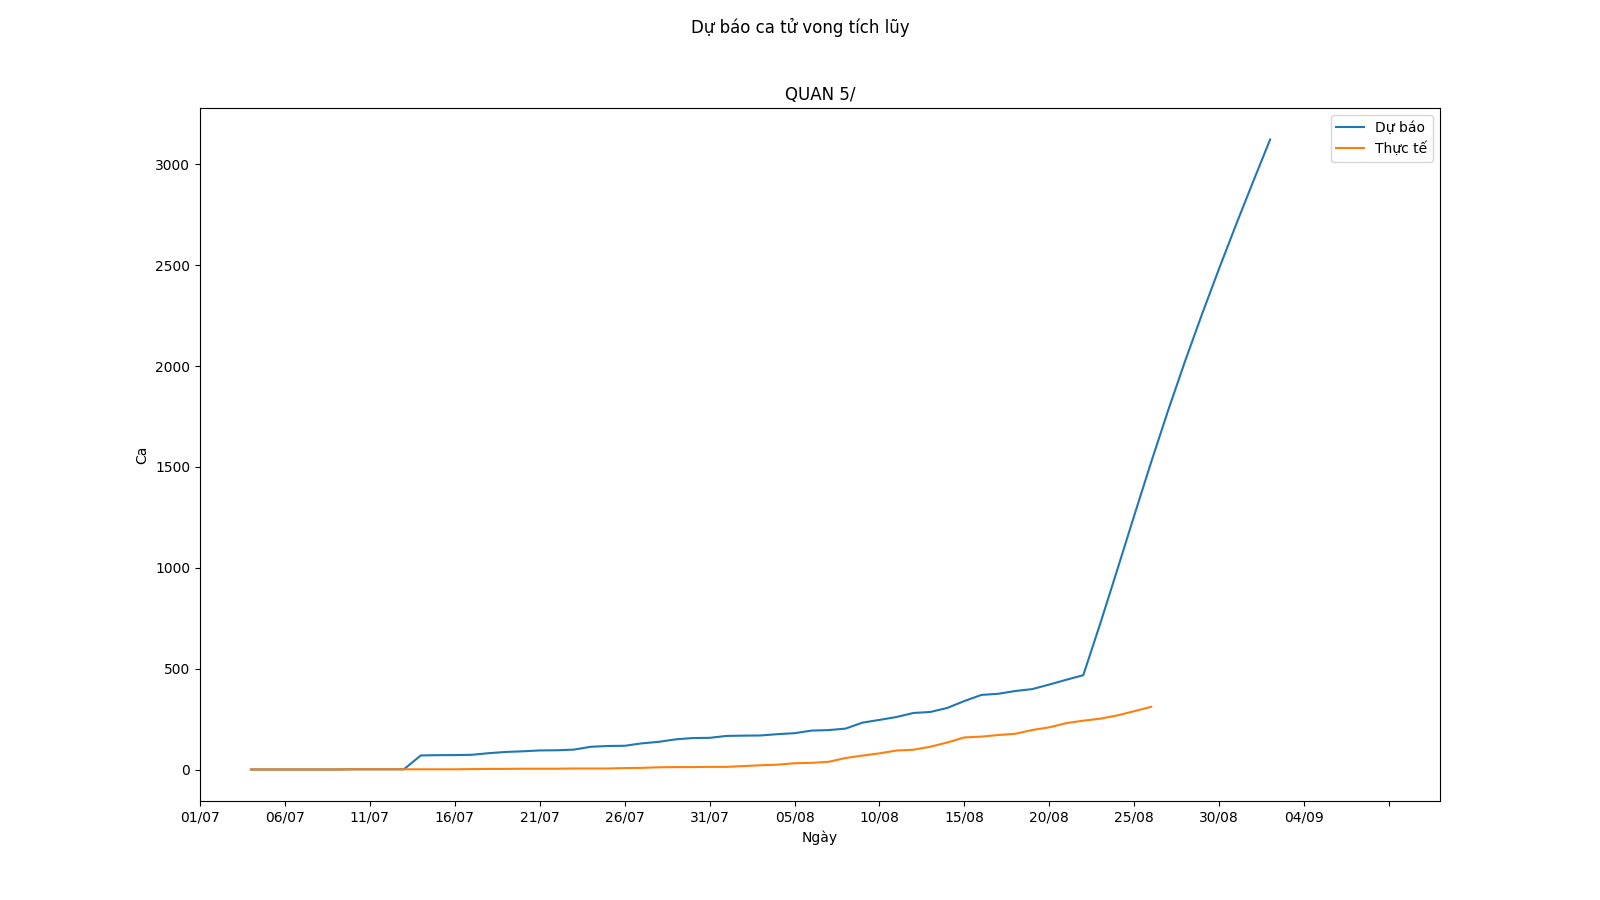 Dự báo ca tử vong tích lũy
QUAN 5/
Dự báo
Thực tế
3000
2500
2000
1500
1000
500
0
Ca
01/07 06/07 11/07 16/07 21/07 26/07 31/07 05/08 10/08 15/08 20/08 25/08 30/08 04/09
Ngày